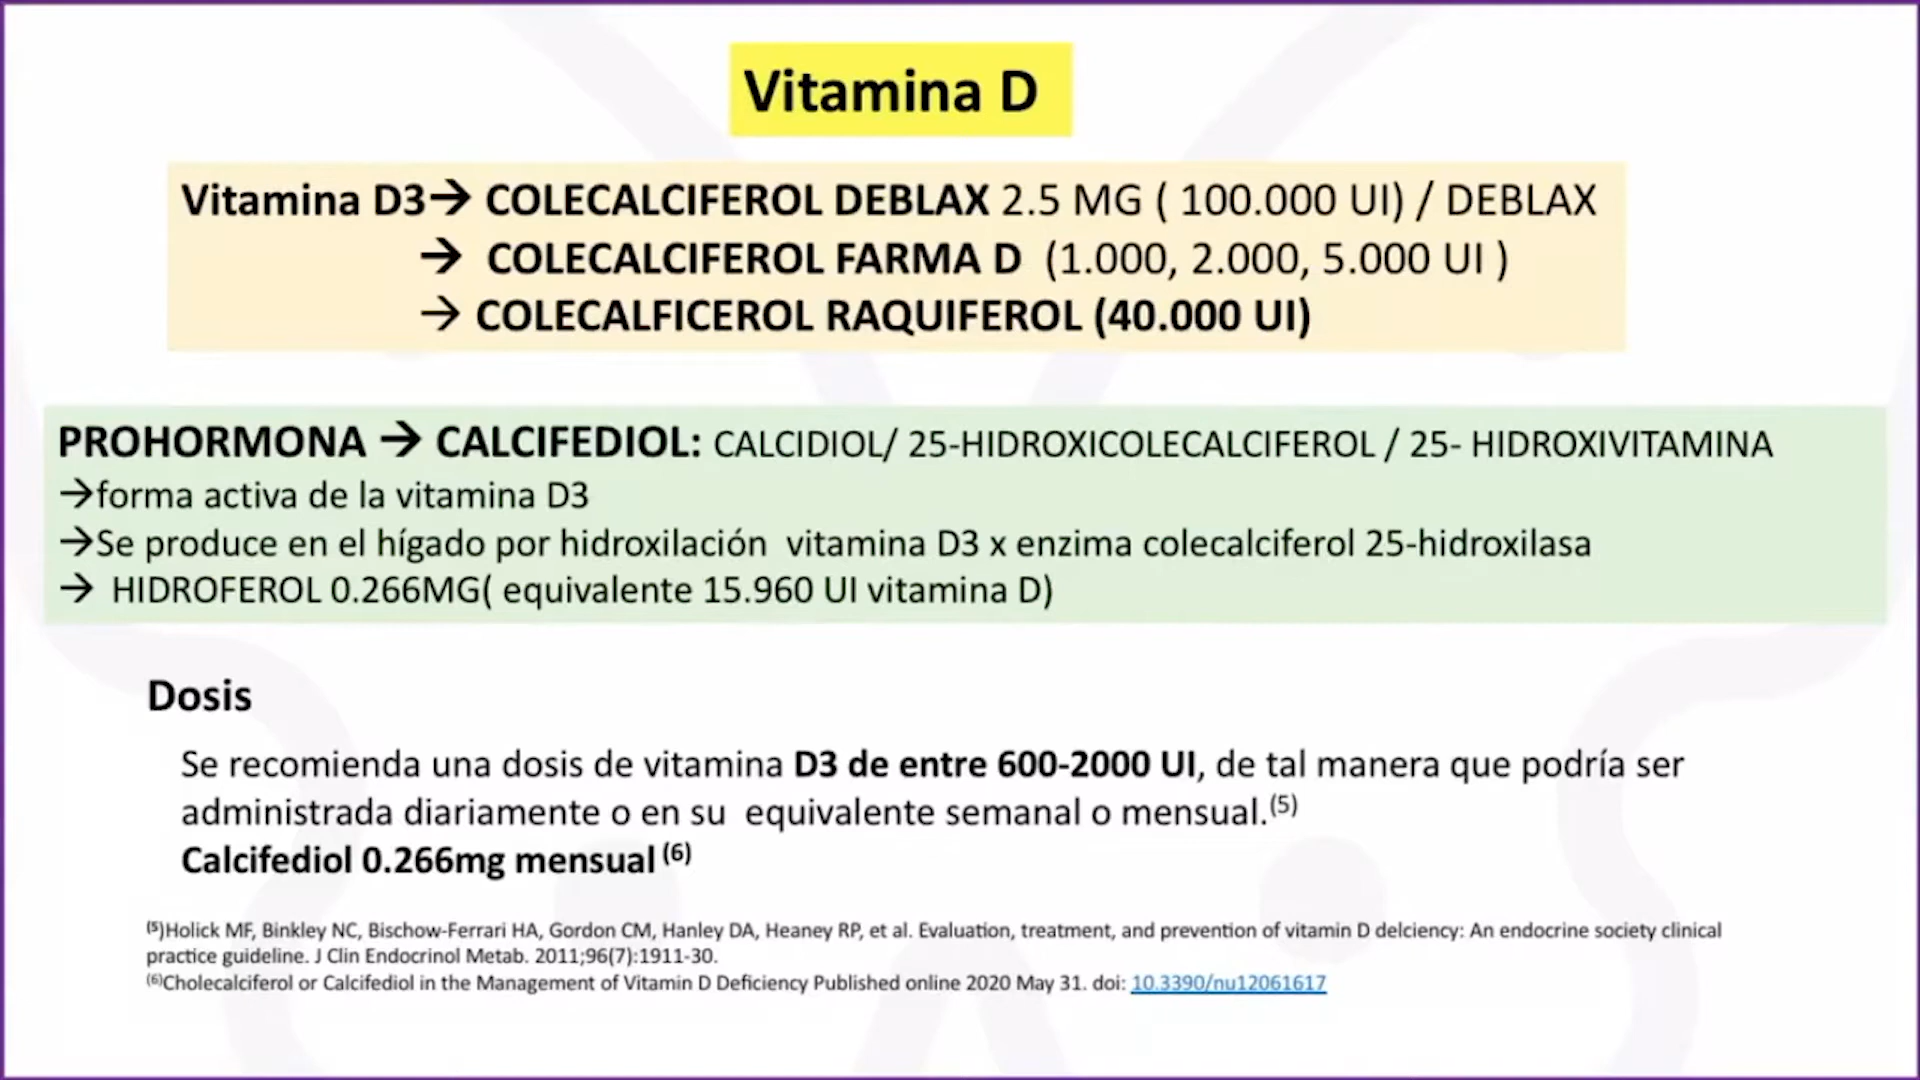 Vitamina D
Vitamina D3→ COLECALCIFEROL DEBLAX 2.5 MG ( 100.000 UI) / DEBLAX
→ COLECALCIFEROL FARMA D (1.000, 2.000, 5.000 UI )
→ COLECALFICEROL RAQUIFEROL (40.000 UI)
PROHORMONA → CALCIFEDIOL: CALCIDIOL/ 25-HIDROXICOLECALCIFEROL / 25- HIDROXIVITAMINA
→forma activa de la vitamina D3
→Se produce en el hígado por hidroxilación vitamina D3 x enzima colecalciferol 25-hidroxilasa
→ HIDROFEROL 0.266MG( equivalente 15.960 UI vitamina D)
Dosis
Se recomienda una dosis de vitamina D3 de entre 600-2000 UI, de tal manera que podría ser
administrada diariamente o en su equivalente semanal o mensual.(5)
Calcifediol 0.266mg mensual (6)
(5)Holick MF, Binkley NC, Bischow-Ferrari HA, Gordon CM, Hanley DA, Heaney RP, et al. Evaluation, treatment, and prevention of vitamin D delciency: An endocrine society clinical
practice guideline. J Clin Endocrinol Metab. 2011;96(7):1911-30.
(6)Cholecalciferol or Calcifediol in the Management of Vitamin D Deficiency Published online 2020 May 31. doi: 10.3390/nu12061617